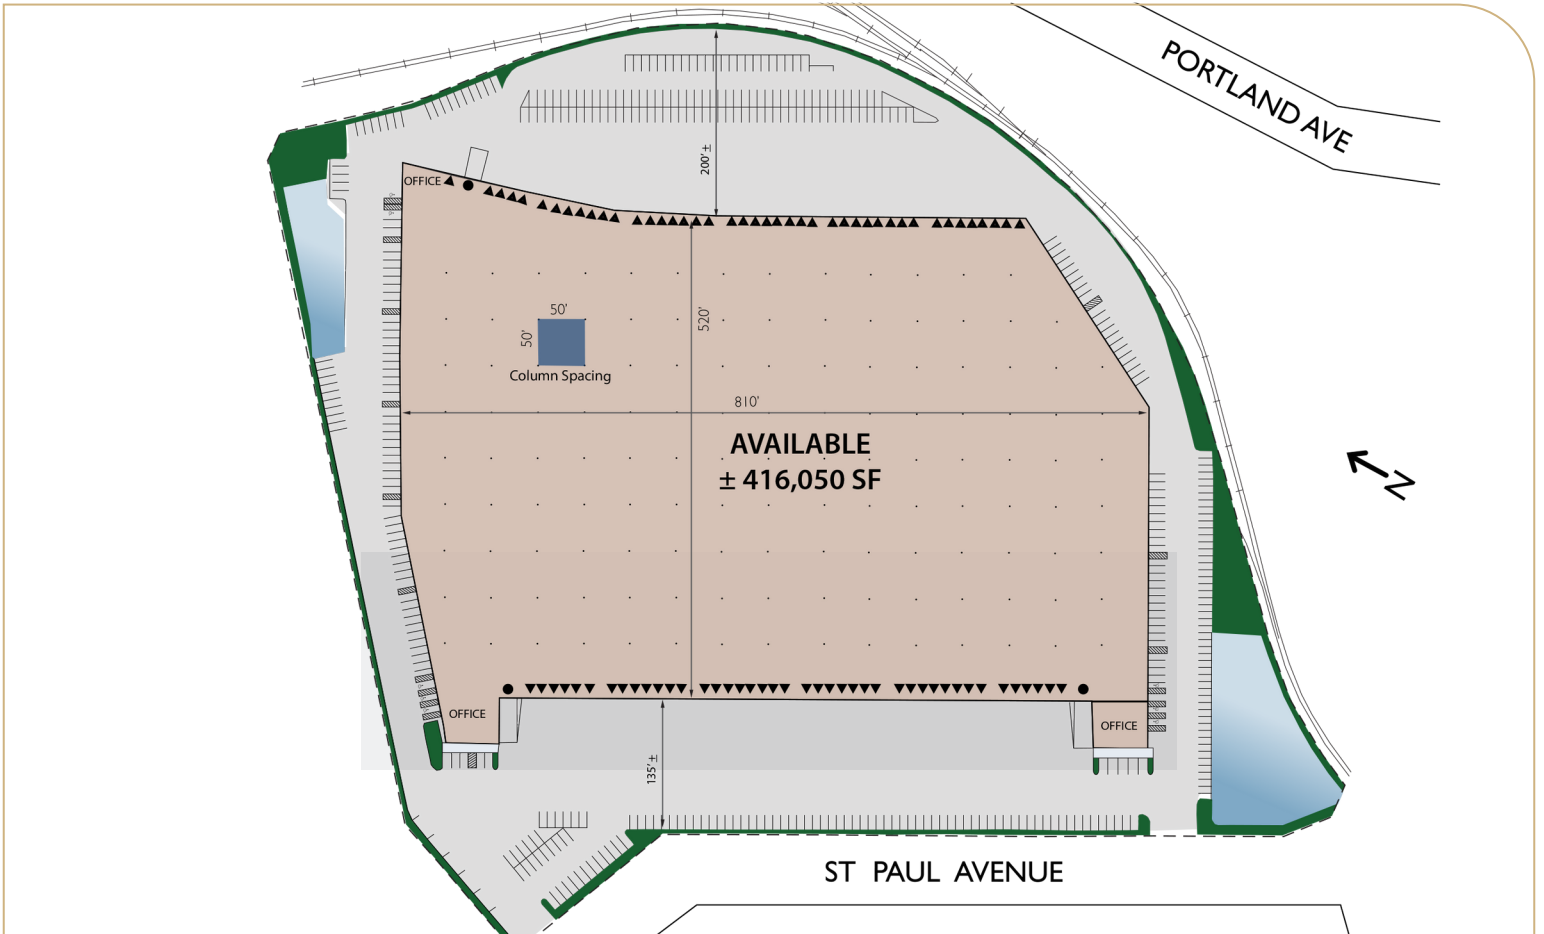 PORTLAND AVE
200'±
OFFICE
50'
50'
Column Spacing
520'
810'
AVAILABLE
± 416,050 SF
N
OFFICE
OFFICE
135'±
ST PAUL AVENUE